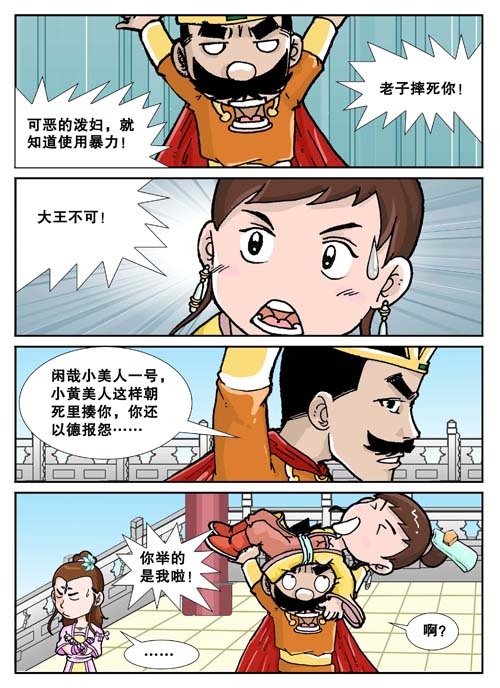 可恶的泼妇，就
知道使用暴力！
老子摔死你！
大王不可！
闲哉小美人一号，
小黄美人这样朝
死里揍你，你还
以德报怨……
你举的
是我啦！
……
啊？